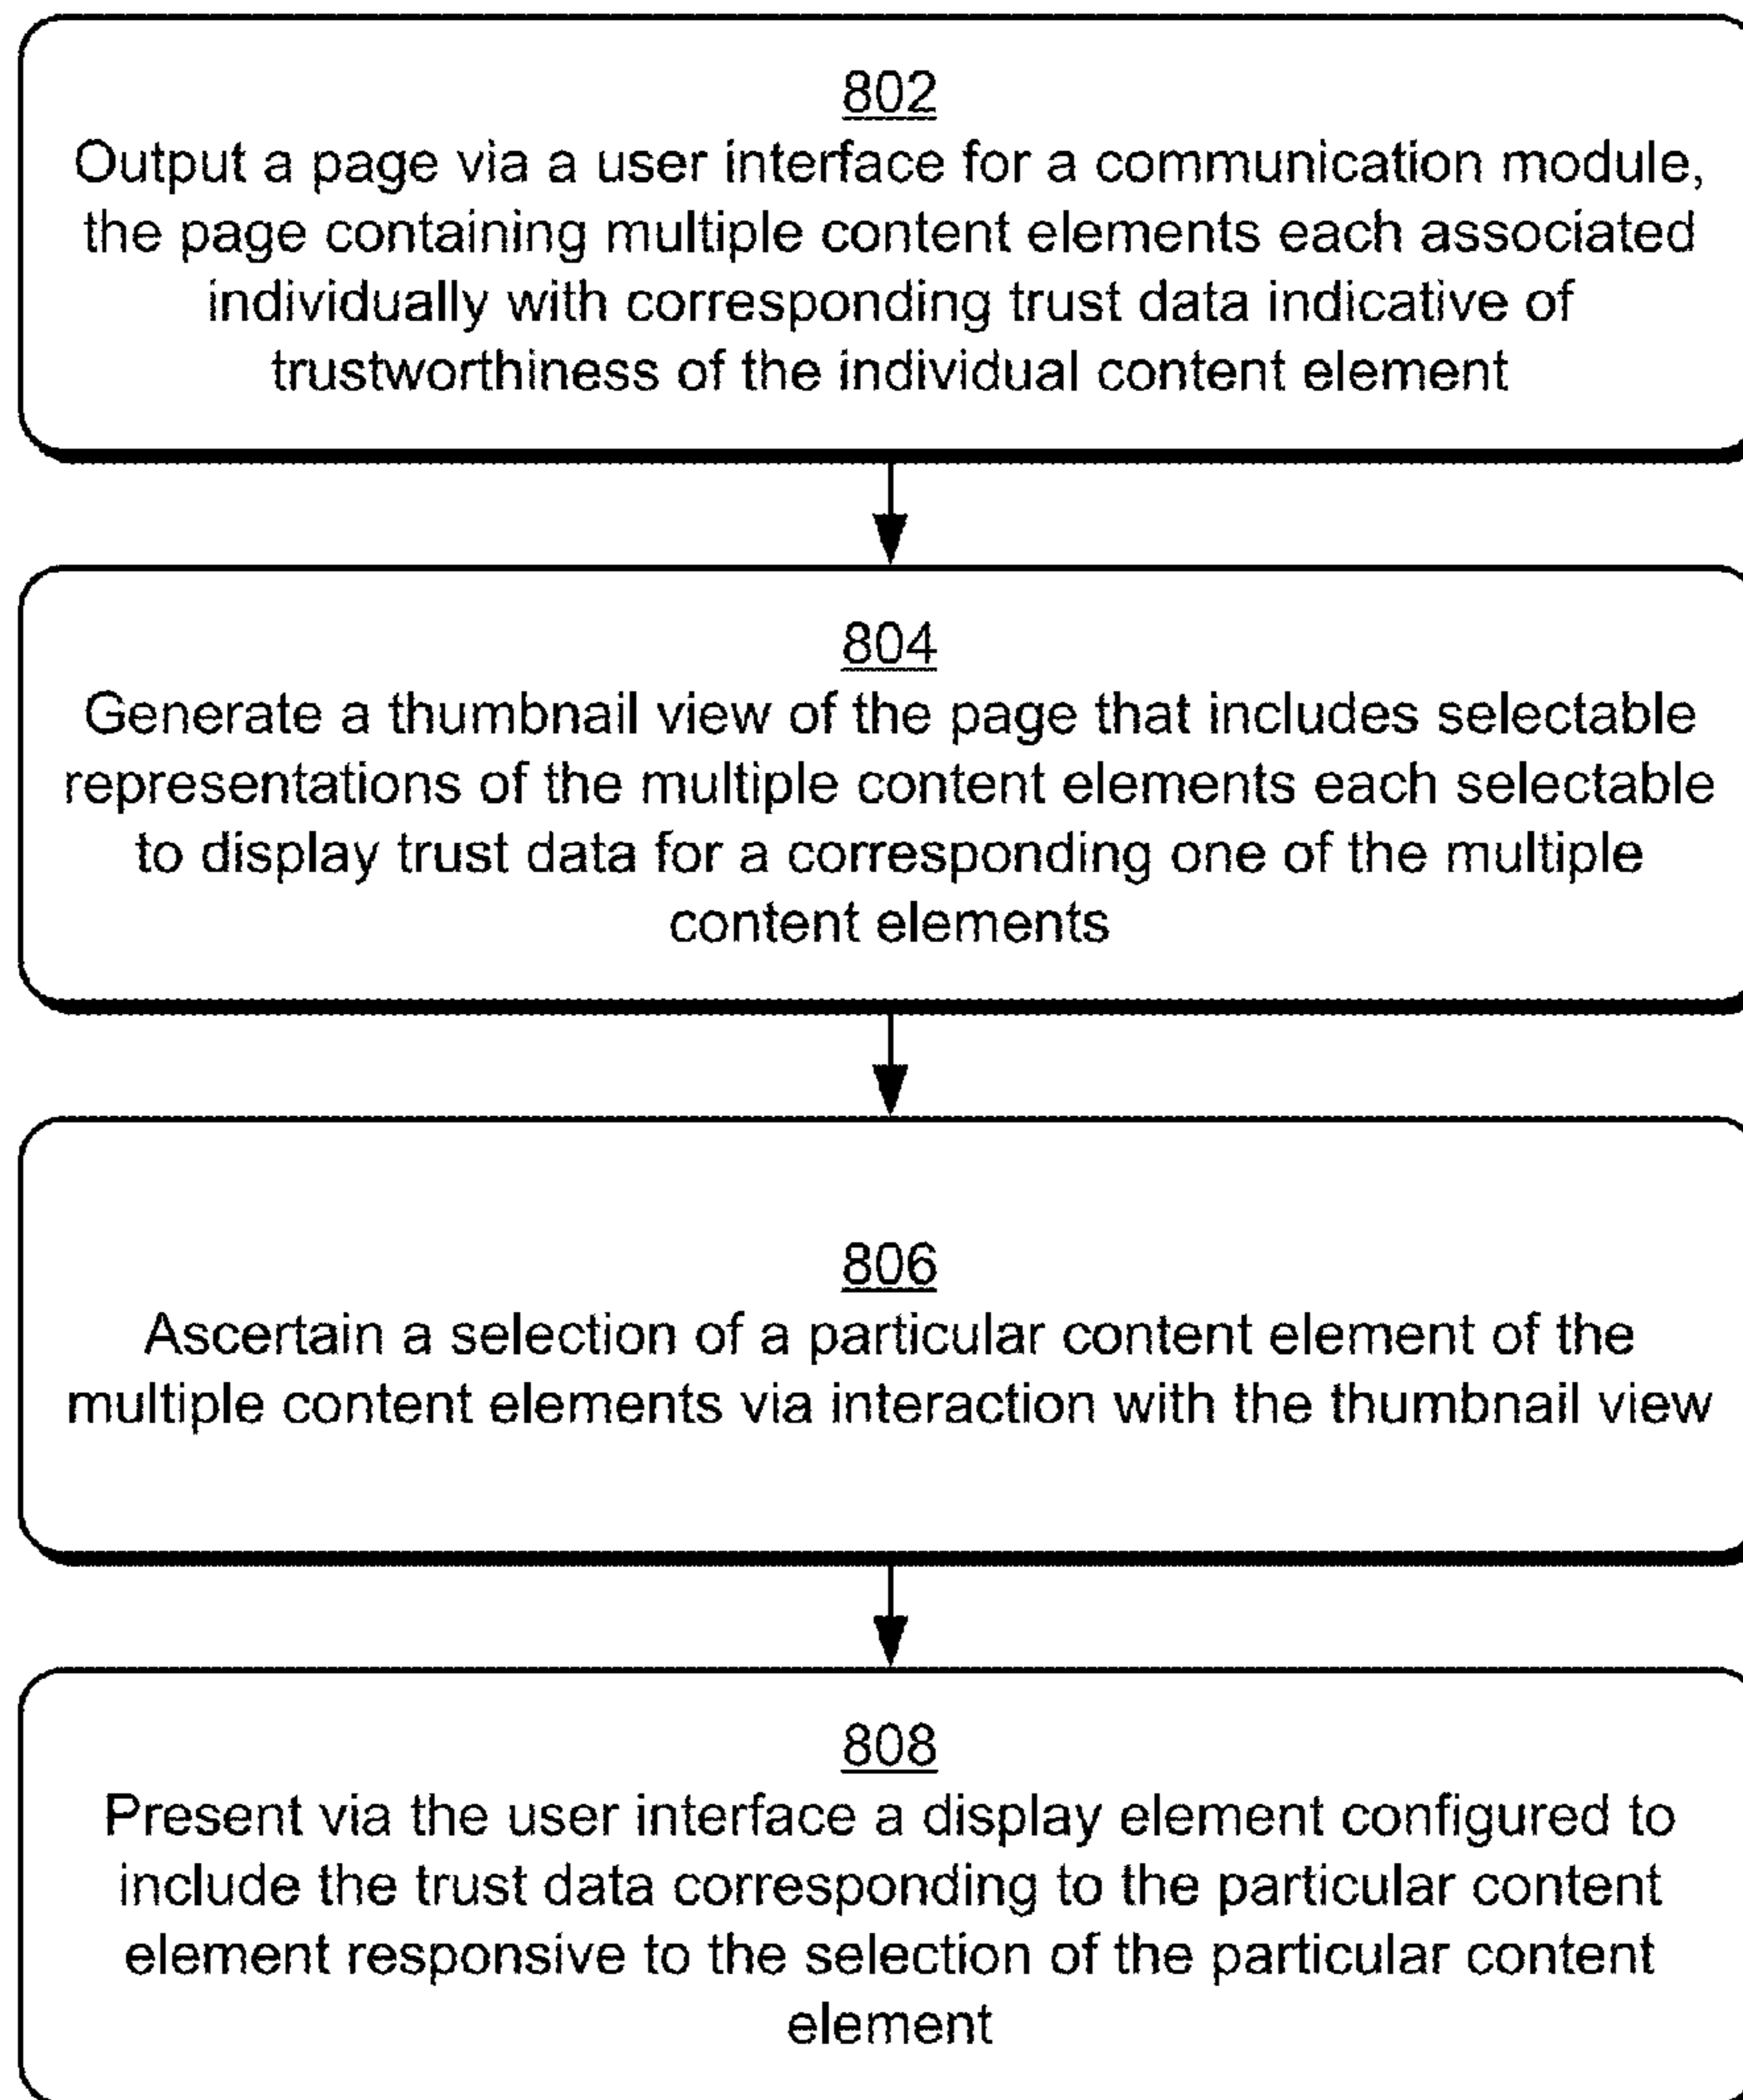 802
Output a page via a user interface for a communication module,
the page containing multiple content elements each associated
individually with corresponding trust data indicative of
trustworthiness of the individual content element
804
Generate a thumbnail view of the page that includes selectable
representations of the multiple content elements each selectable
to display trust data for a corresponding one of the multiple
content elements
806
Ascertain a selection of a particular content element of the
multiple content elements via interaction with the thumbnail view
808
Present via the user interface a display element configured to
include the trust data corresponding to the particular content
element responsive to the selection of the particular content
element